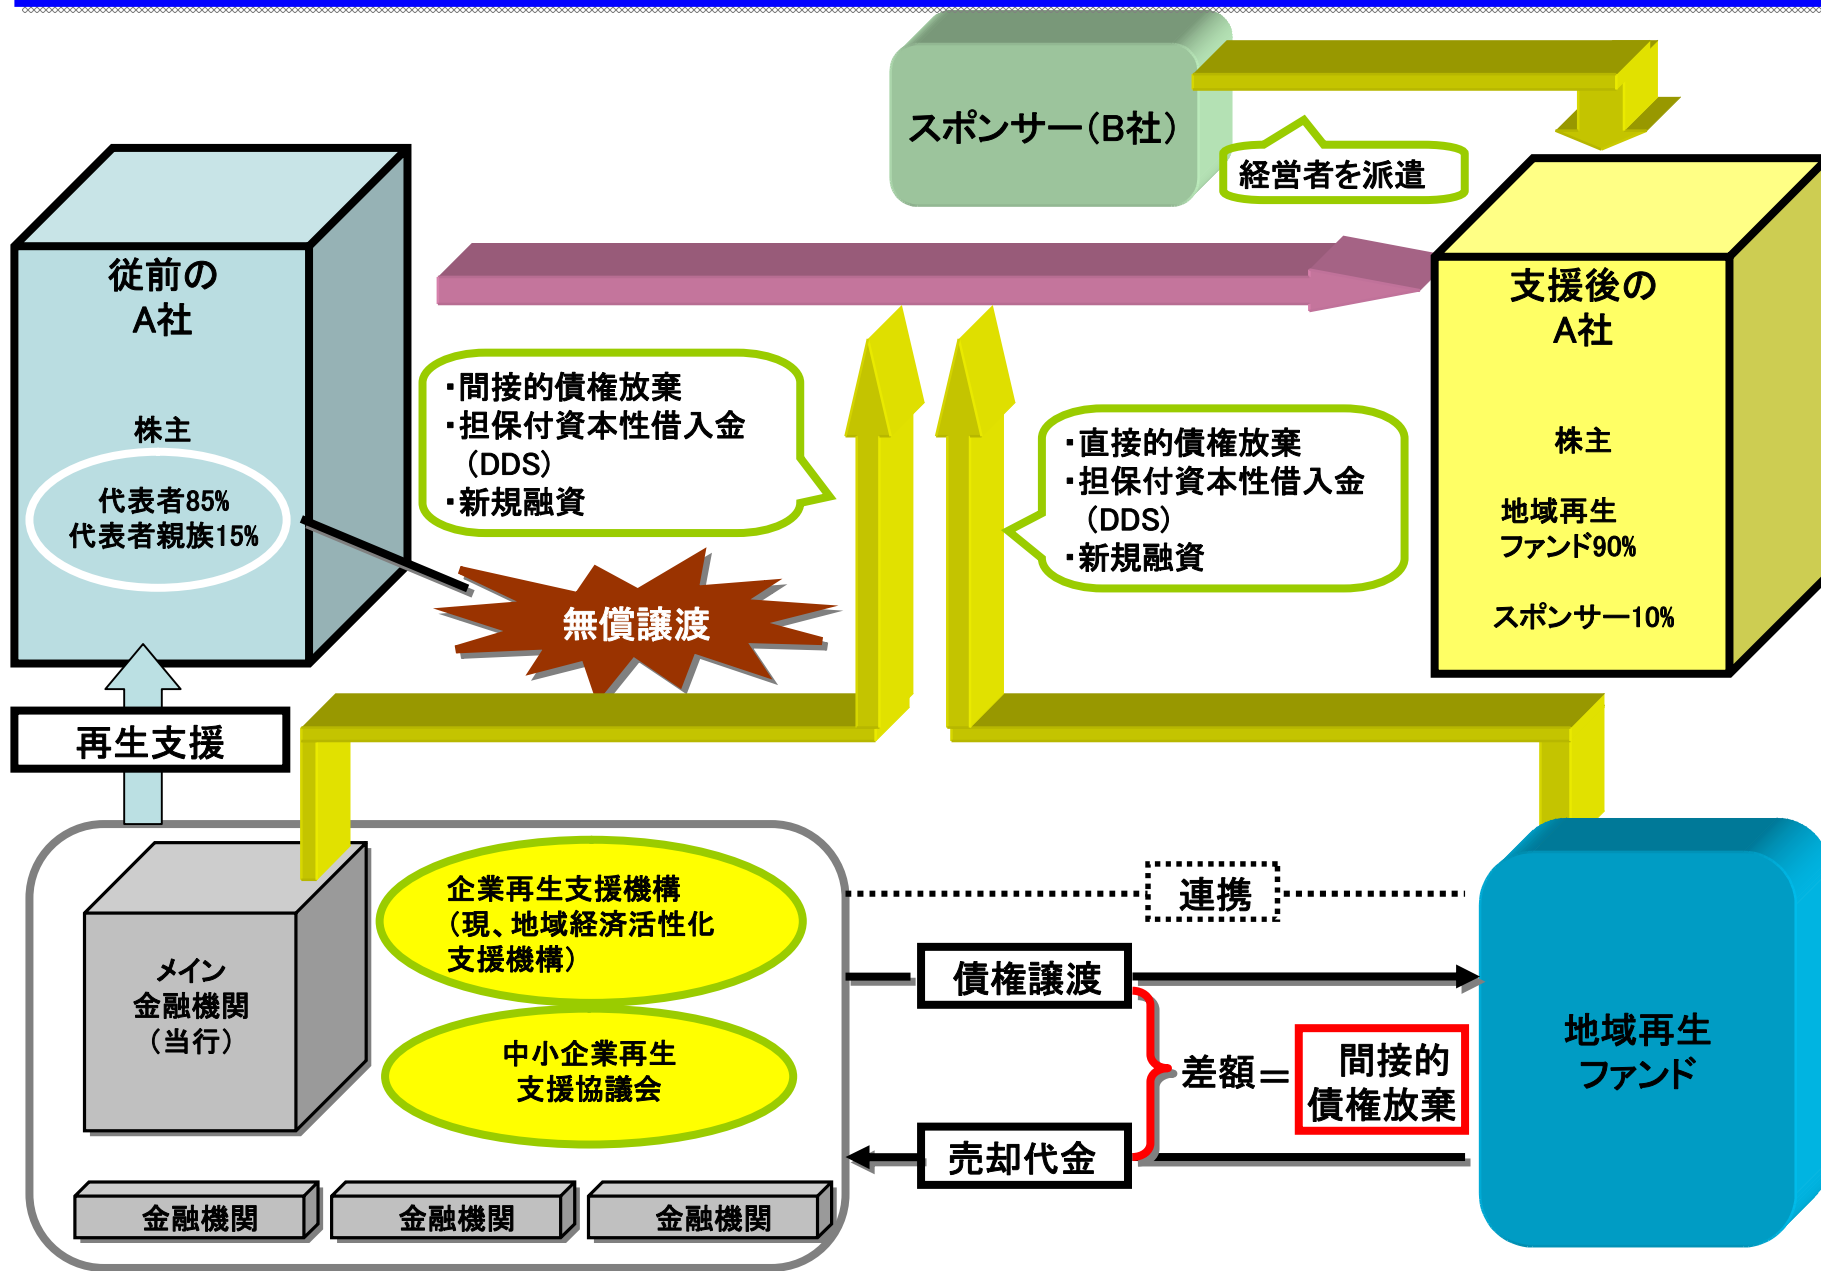 スポンサー（B社）
経営者を派遣
従前の
A社
株主
代表者85%
代表者親族15%
・間接的債権放棄
・担保付資本性借入金
（DDS）
・新規融資
・直接的債権放棄
・担保付資本性借入金
（DDS）
・新規融資
支援後の
A社
株主
地域再生
ファンド90%
スポンサー10%
無償譲渡
再生支援
メイン
金融機関
（当行）
企業再生支援機構
（現、地域経済活性化
支援機構）
中小企業再生
支援協議会
金融機関
金融機関
金融機関
連携
債権譲渡
差額＝
間接的
債権放棄
売却代金
地域再生
ファンド